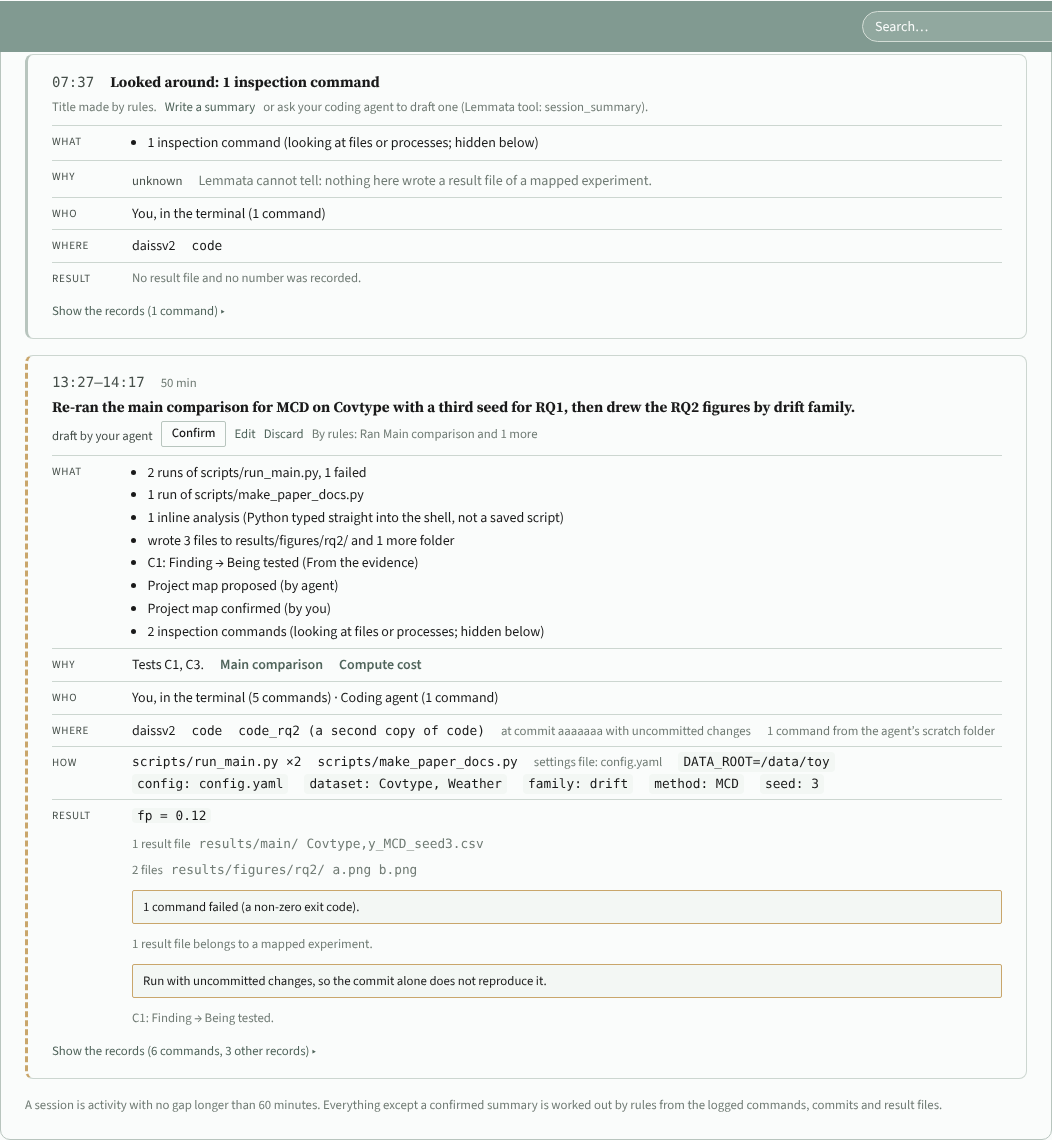 Search…
07:37 Looked around: 1 inspection command
Title made by rules. Write a summary or ask your coding agent to draft one (Lemmata tool: session_summary).
WHAT • 1 inspection command (looking at files or processes; hidden below)
WHY unknown Lemmata cannot tell: nothing here wrote a result file of a mapped experiment.
WHO You, in the terminal (1 command)
WHERE daissv2 code
RESULT No result file and no number was recorded.
Show the records (1 command) ▸
13:27–14:17 50 min
Re-ran the main comparison for MCD on Covtype with a third seed for RQ1, then drew the RQ2 figures by drift family.
draft by your agent Confirm Edit Discard By rules: Ran Main comparison and 1 more
WHAT • 2 runs of scripts/run_main.py, 1 failed
• 1 run of scripts/make_paper_docs.py
• 1 inline analysis (Python typed straight into the shell, not a saved script)
• wrote 3 files to results/figures/rq2/ and 1 more folder
• C1: Finding → Being tested (From the evidence)
• Project map proposed (by agent)
• Project map confirmed (by you)
• 2 inspection commands (looking at files or processes; hidden below)
WHY Tests C1, C3. Main comparison Compute cost
WHO You, in the terminal (5 commands) · Coding agent (1 command)
WHERE daissv2 code code_rq2 (a second copy of code) at commit aaaaaaa with uncommitted changes 1 command from the agent's scratch folder
HOW scripts/run_main.py ×2 scripts/make_paper_docs.py settings file: config.yaml DATA_ROOT=/data/toy
config: config.yaml dataset: Covtype, Weather family: drift method: MCD seed: 3
RESULT fp = 0.12
1 result file results/main/ Covtype,y_MCD_seed3.csv
2 files results/figures/rq2/ a.png b.png
1 command failed (a non-zero exit code).
1 result file belongs to a mapped experiment.
Run with uncommitted changes, so the commit alone does not reproduce it.
C1: Finding → Being tested.
Show the records (6 commands, 3 other records) ▸
A session is activity with no gap longer than 60 minutes. Everything except a confirmed summary is worked out by rules from the logged commands, commits and result files.